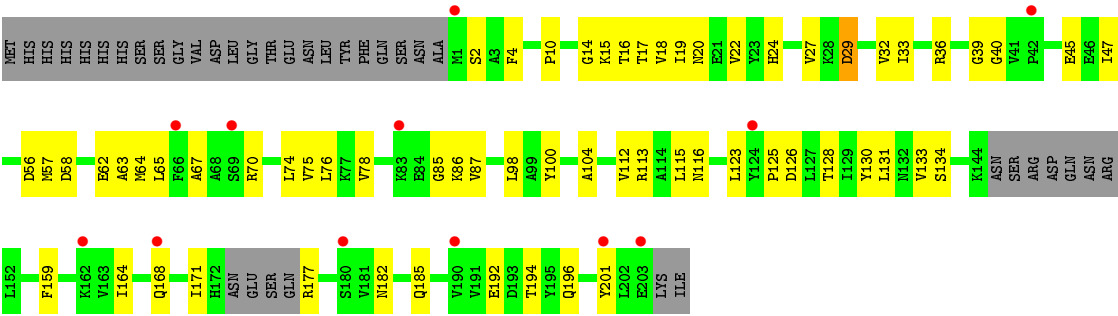 MET HIS HIS HIS HIS HIS HIS SER SER GLY VAL ASP LEU GLY THR GLU ASN LEU TYR PHE GLN SER ASN ALA M1 S2 A3 F4 P10 G14 K15 T16 T17 V18 I19 N20 E21 V22 Y23 H24 V27 K28 D29 V32 I33 R36 G39 G40 V41 P42 E45 E46 I47
D56 M57 D58 E62 A63 M64 L65 F66 A67 A68 S69 R70 L74 V75 L76 K77 V78 K83 E84 G85 K86 V87 L98 A99 Y100 A104 V112 R113 A114 L115 N116 L123 Y124 P125 D126 L127 T128 I129 Y130 L131 N132 V133 S134 K144 ASN SER ARG ASP GLN ASN ARG
L152 F159 K162 V163 I164 Q168 I171 H172 ASN GLU SER GLN R177 S180 V181 N182 Q185 V190 V191 E192 D193 T194 Y195 Q196 Y201 L202 E203 LYS ILE